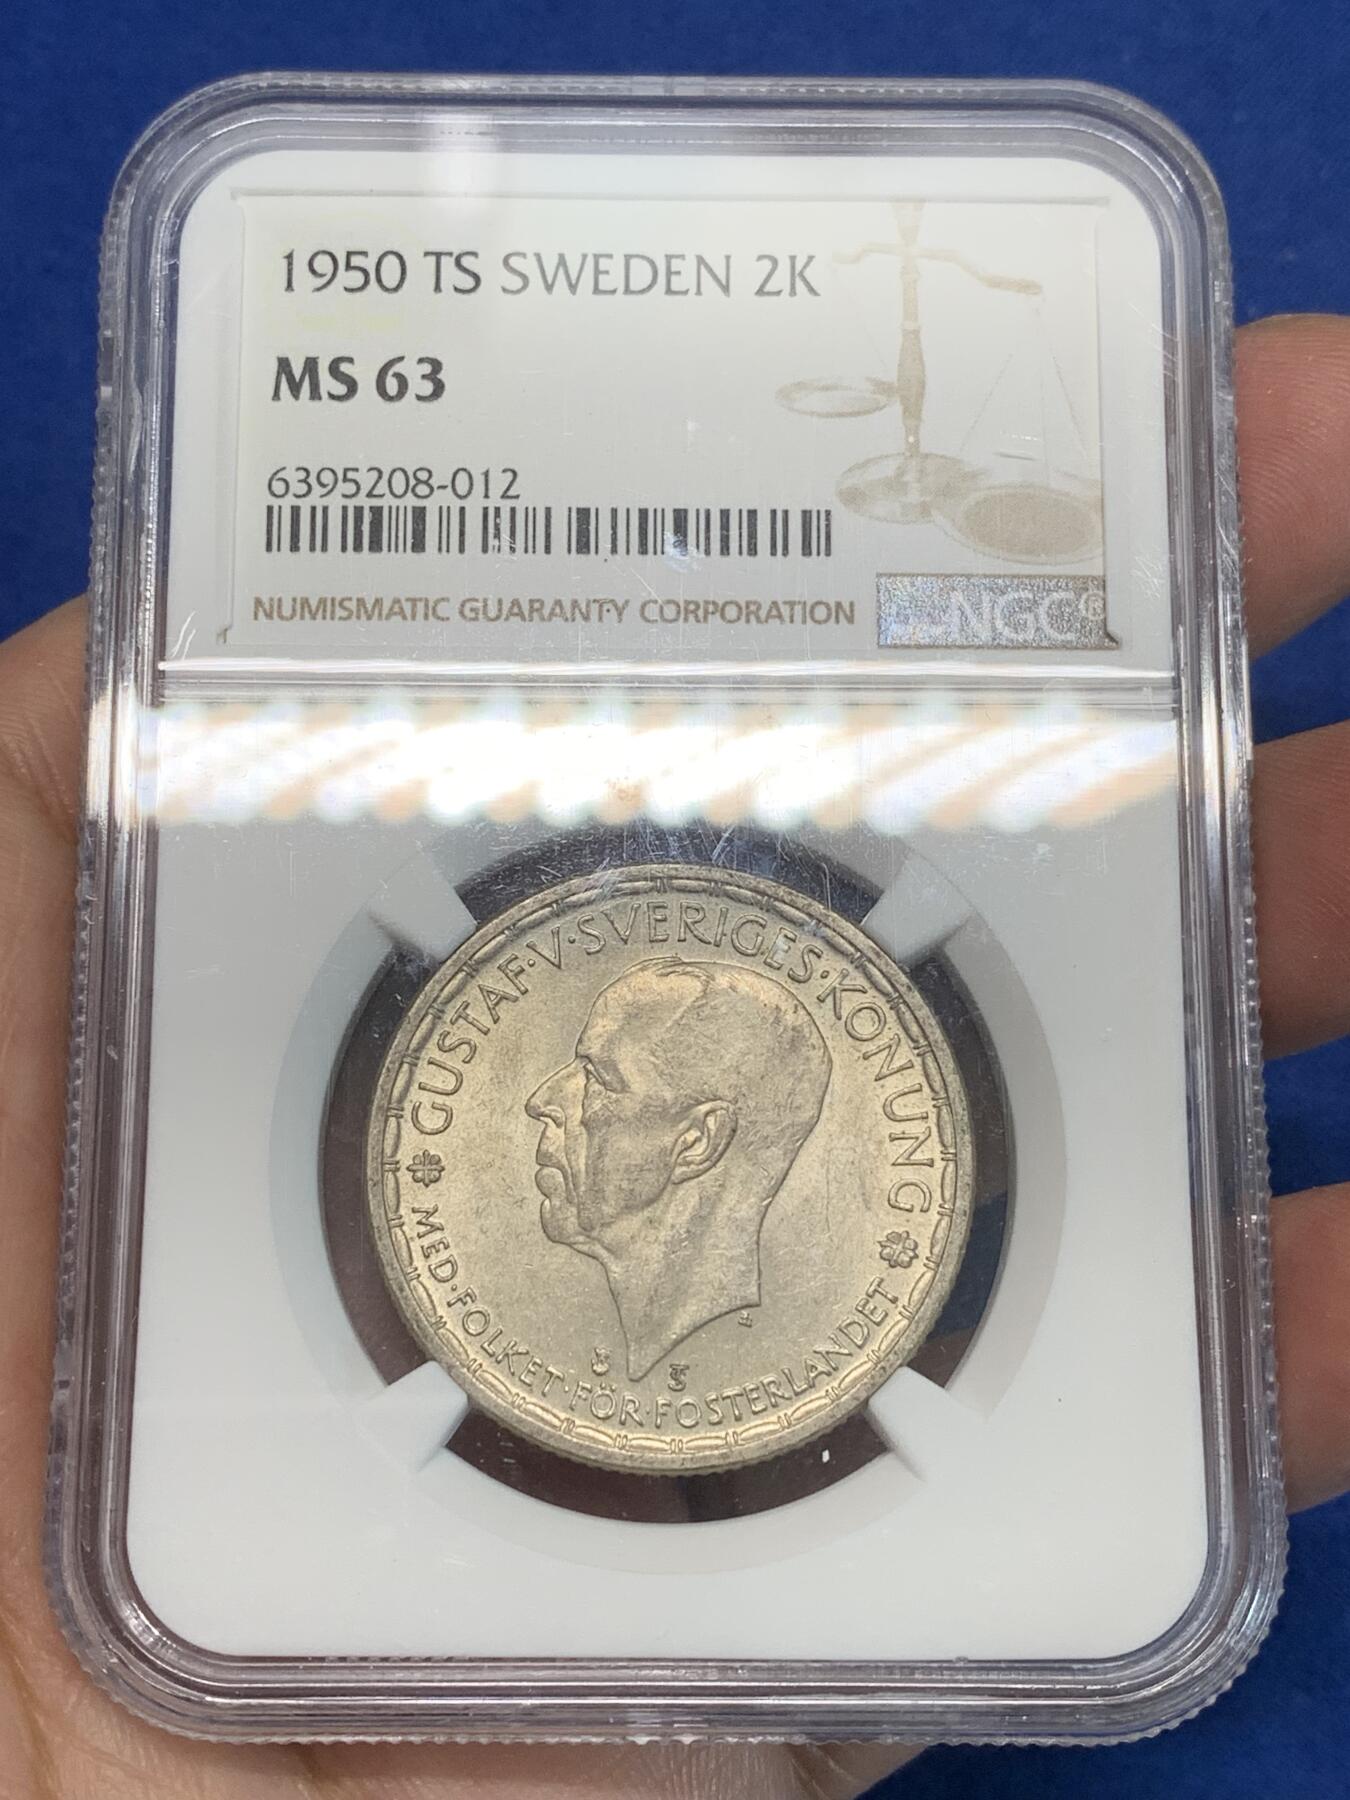 1950 TS SWEDEN 2K
MS 63
6395208-012
NUMISMATIC GUARANTY CORPORATION
NGC®
GUSTAF·V·SVERIGES·KONUNG
MED·FOLKET·FÖR·FOSTERLANDET
TS